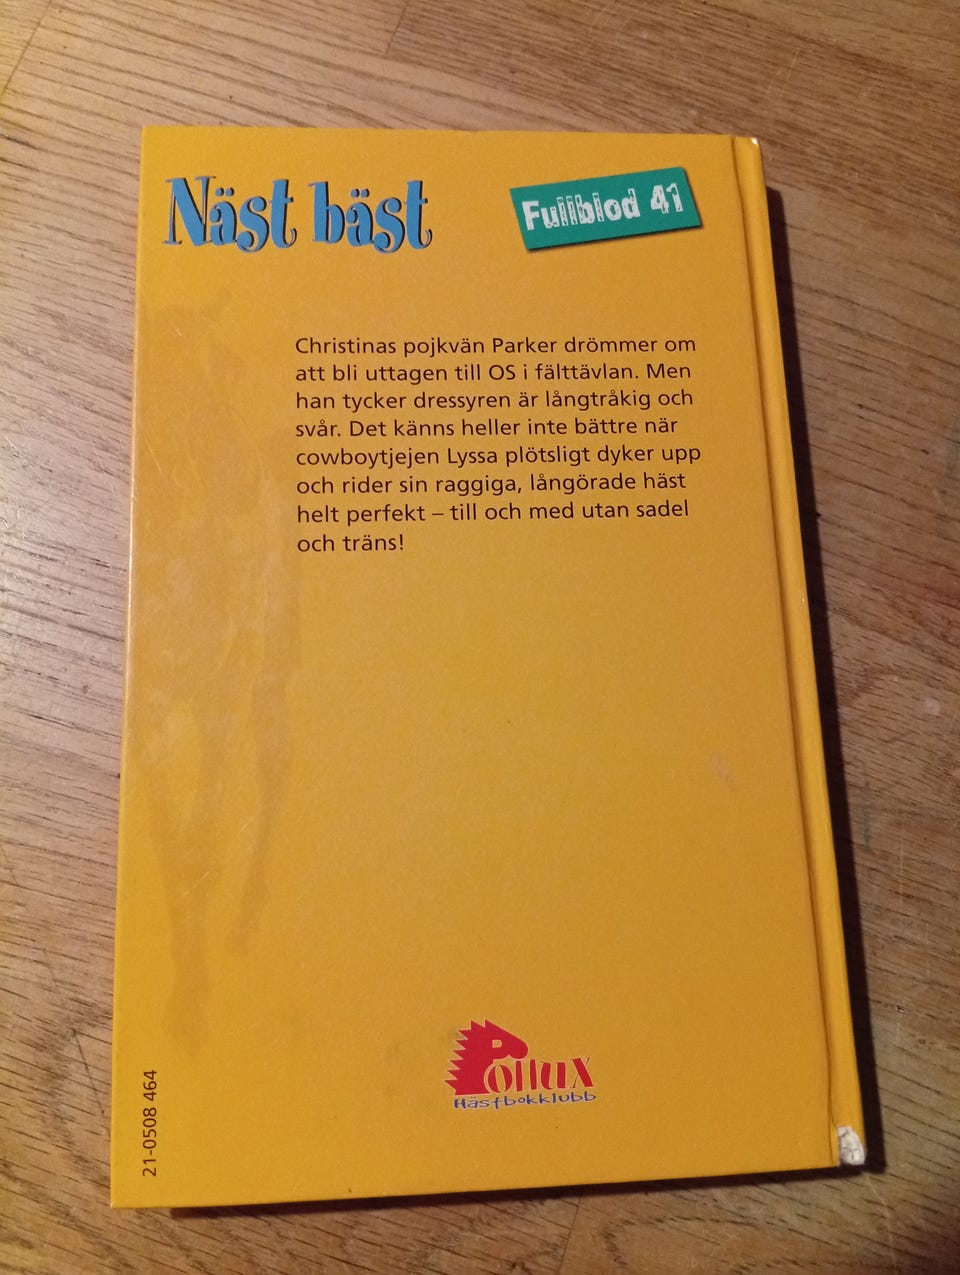 Näst bäst
Fullblod 41
Christinas pojkvän Parker drömmer om
att bli uttagen till OS i fälttävlan. Men
han tycker dressyren är långtråkig och
svår. Det känns heller inte bättre när
cowboytjejen Lyssa plötsligt dyker upp
och rider sin raggiga, långörade häst
helt perfekt – till och med utan sadel
och träns!
Pollux
Hästbokklubb
21-0508 464